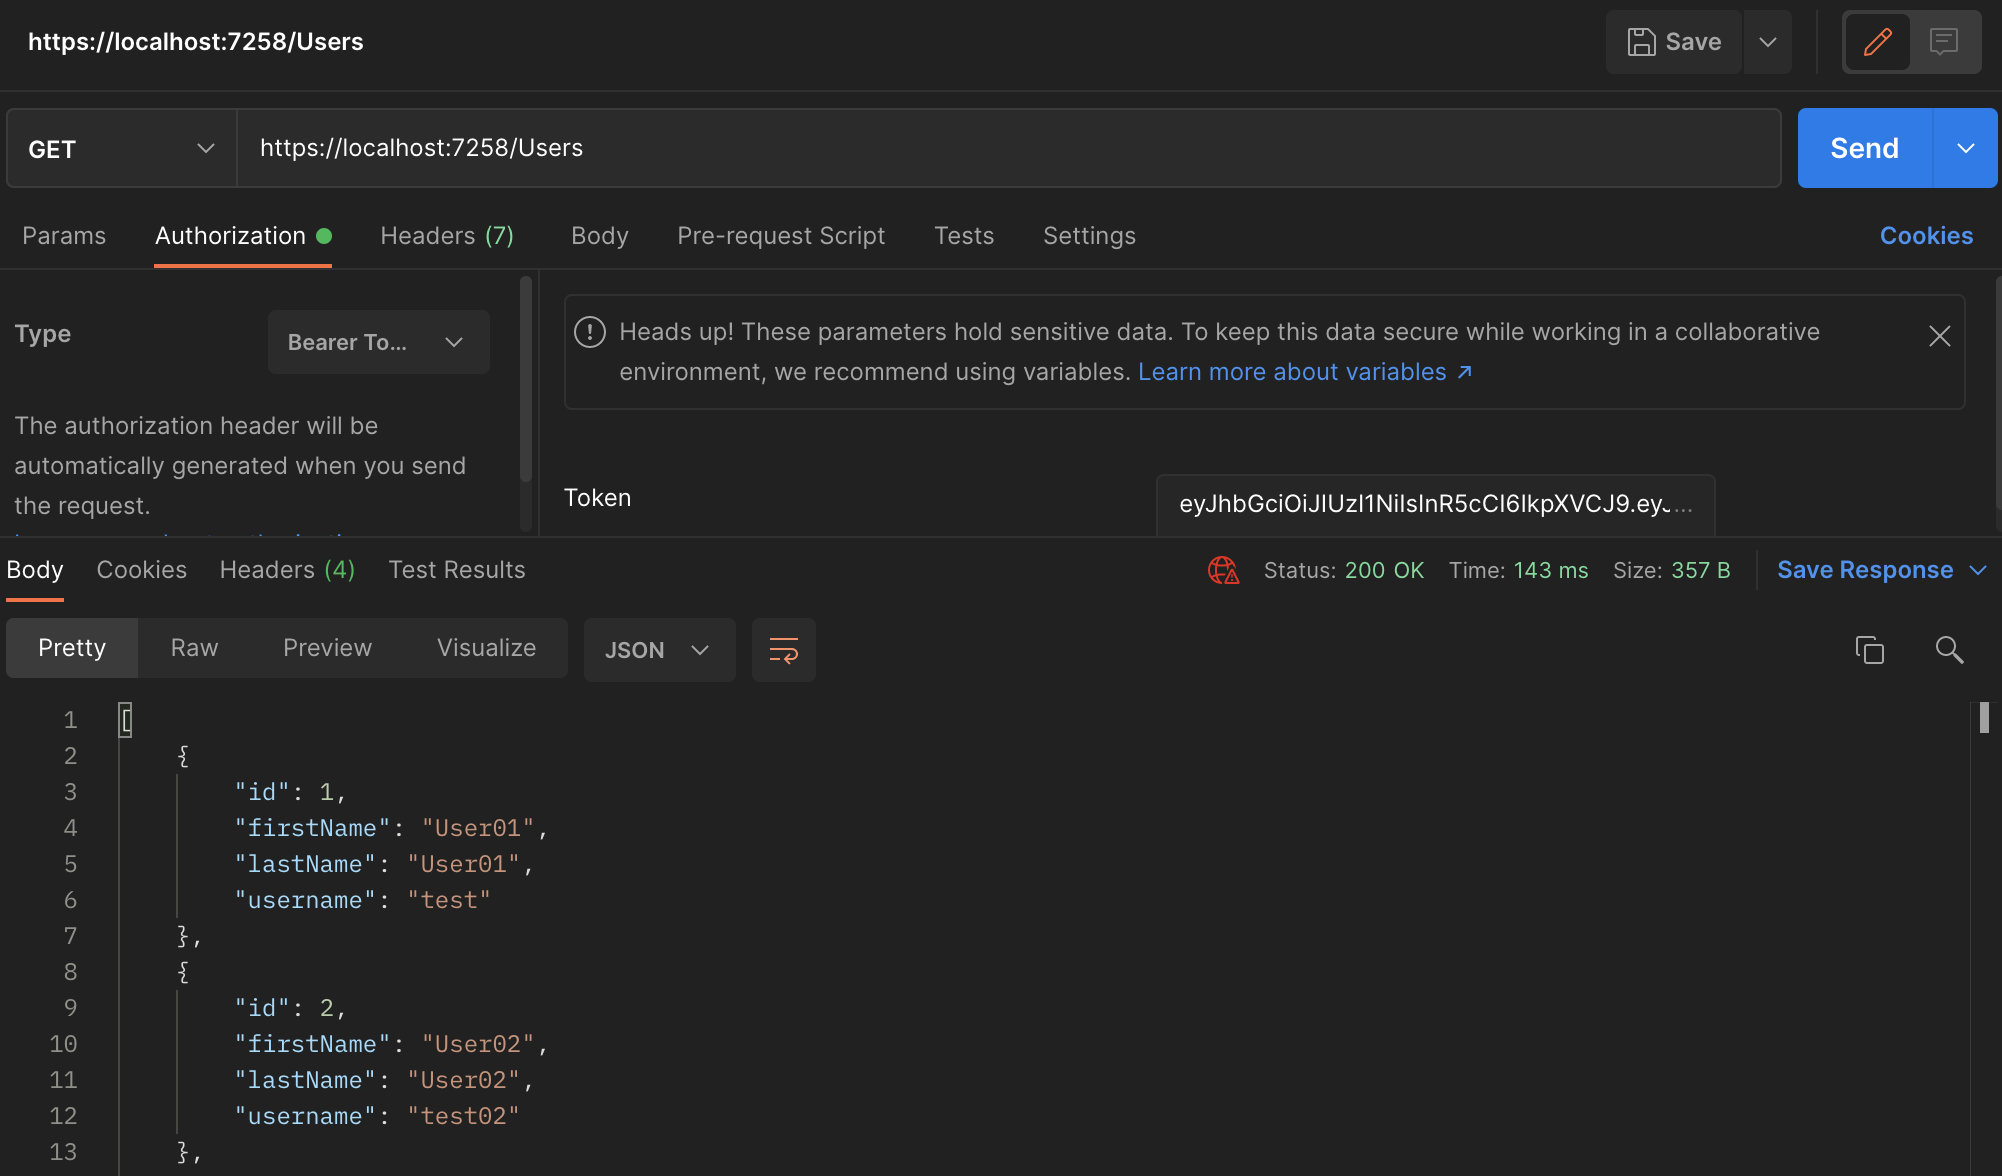 https://localhost:7258/Users
Save
GET
https://localhost:7258/Users
Send
Params Authorization Headers (7) Body Pre-request Script Tests Settings Cookies
Type
Bearer To...
The authorization header will be
automatically generated when you send
the request.
Heads up! These parameters hold sensitive data. To keep this data secure while working in a collaborative
environment, we recommend using variables. Learn more about variables ↗
Token
eyJhbGciOiJIUzI1NiIsInR5cCI6IkpXVCJ9.eyJ...
Body Cookies Headers (4) Test Results Status: 200 OK Time: 143 ms Size: 357 B Save Response
Pretty Raw Preview Visualize JSON
1 [
2 {
3 "id": 1,
4 "firstName": "User01",
5 "lastName": "User01",
6 "username": "test"
7 },
8 {
9 "id": 2,
10 "firstName": "User02",
11 "lastName": "User02",
12 "username": "test02"
13 },